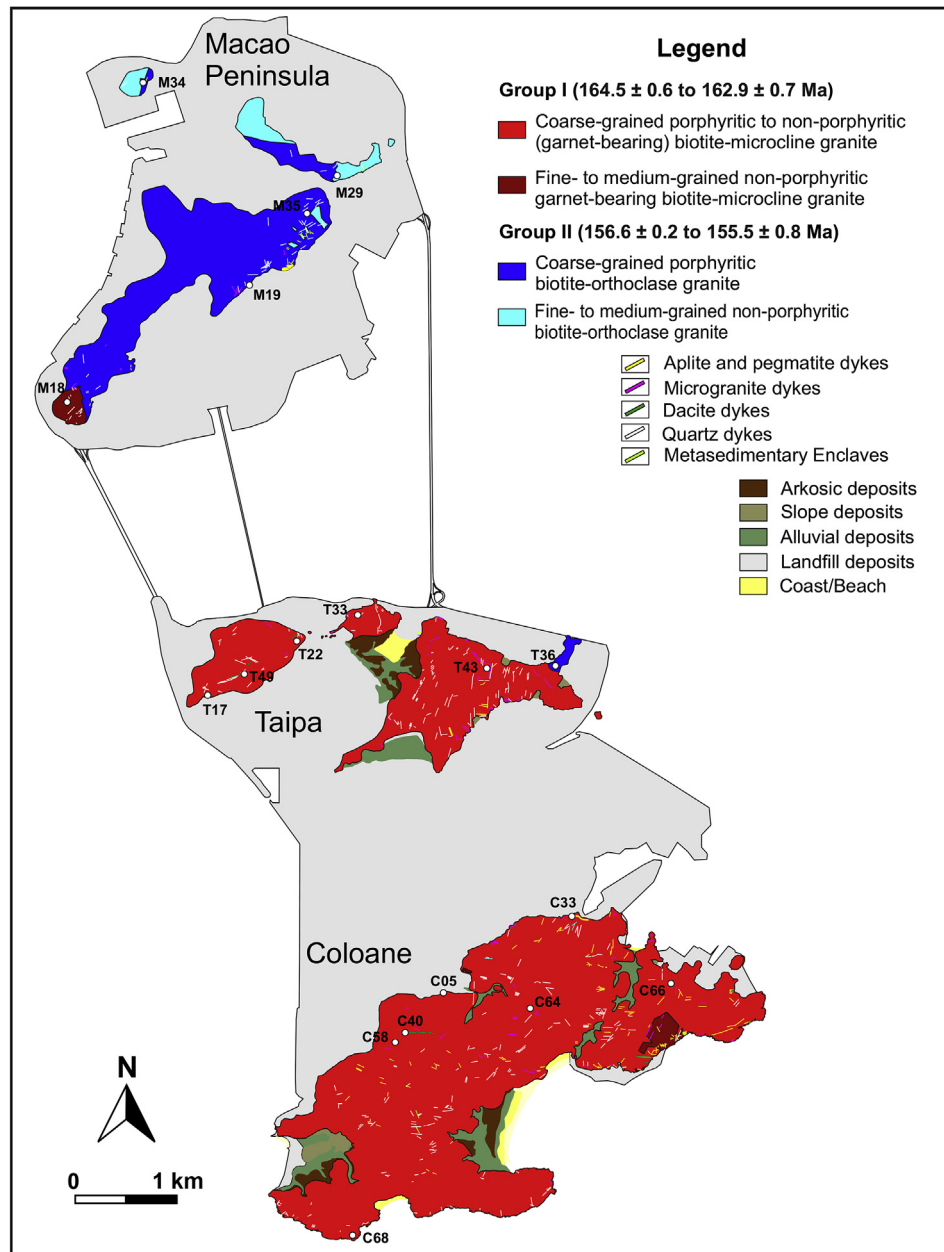 Macao
Peninsula
M34
M29
M35
M19
M18
Legend
Group I (164.5 ± 0.6 to 162.9 ± 0.7 Ma)
Coarse-grained porphyritic to non-porphyritic
(garnet-bearing) biotite-microcline granite
Fine- to medium-grained non-porphyritic
garnet-bearing biotite-microcline granite
Group II (156.6 ± 0.2 to 155.5 ± 0.8 Ma)
Coarse-grained porphyritic
biotite-orthoclase granite
Fine- to medium-grained non-porphyritic
biotite-orthoclase granite
Aplite and pegmatite dykes
Microgranite dykes
Dacite dykes
Quartz dykes
Metasedimentary Enclaves
Arkosic deposits
Slope deposits
Alluvial deposits
Landfill deposits
Coast/Beach
T33
T22
T49
T17
T43
T36
Taipa
C33
Coloane
C05
C66
C64
C40
C58
N
0 1 km
C68